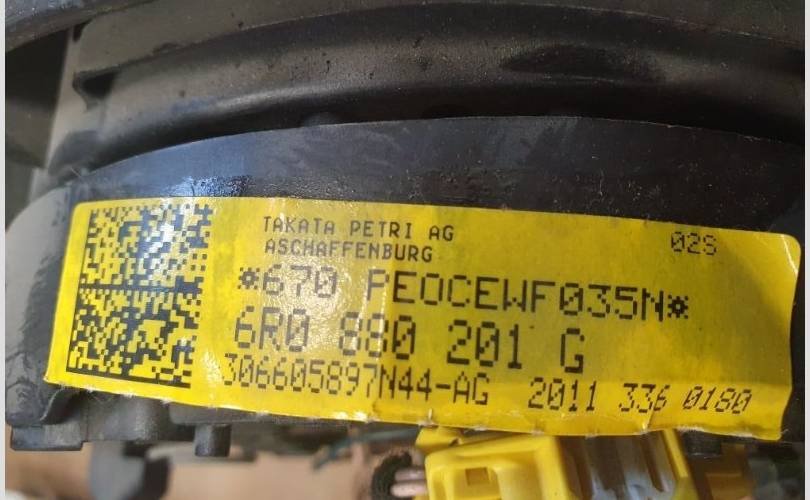 TAKATA PETRI AG
02S
ASCHAFFENBURG
*670 PEOCEWF035N*
6R0 880 201 G
306605897N44-AG 2011 336 0180